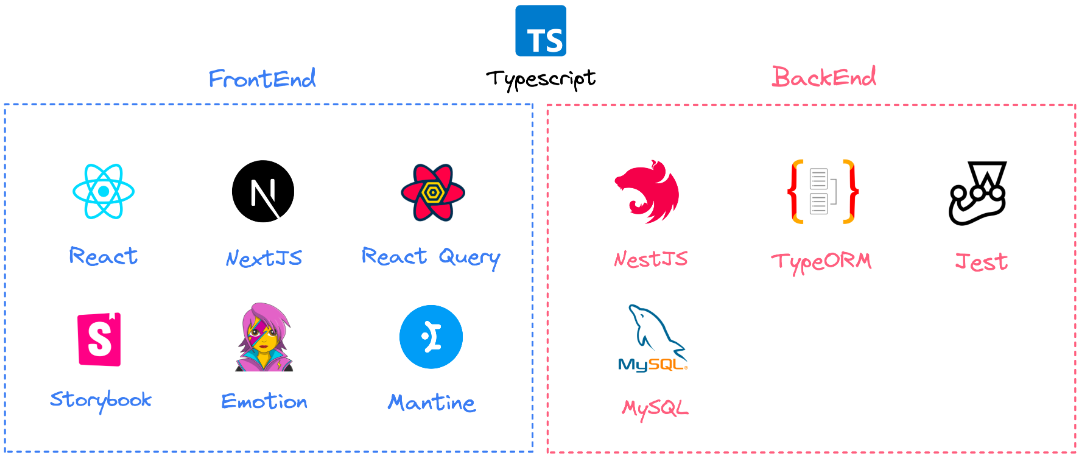 TS
FrontEnd
Typescript
BackEnd
N
React
NextJS
React Query
NestJS
TypeORM
Jest
S
MySQL
Storybook
Emotion
Mantine
MySQL